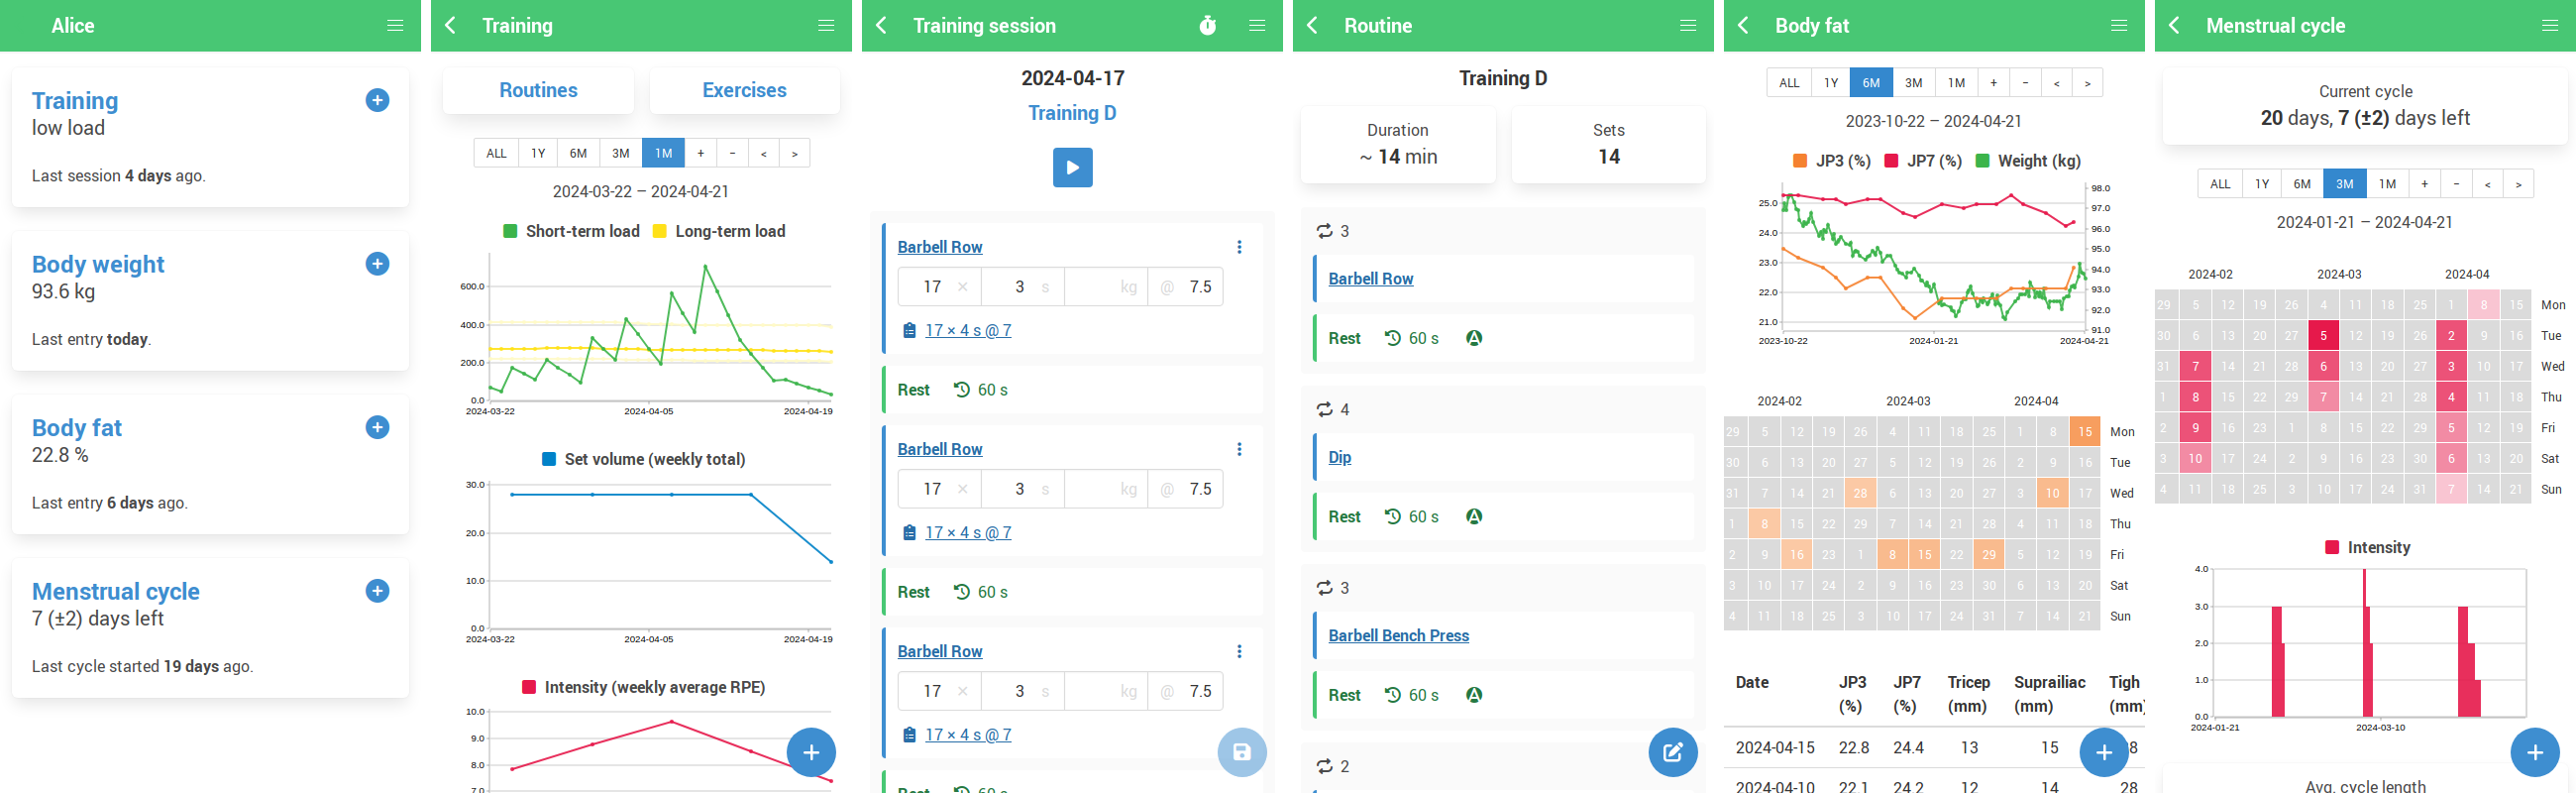 Alice
Training
low load
Last session 4 days ago.
Body weight
93.6 kg
Last entry today.
Body fat
22.8 %
Last entry 6 days ago.
Menstrual cycle
7 (±2) days left
Last cycle started 19 days ago.
Training
Routines Exercises
ALL 1Y 6M 3M 1M + − < >
2024-03-22 – 2024-04-21
Short-term load Long-term load
600.0
400.0
200.0
0.0
2024-03-22 2024-04-05 2024-04-19
Set volume (weekly total)
30.0
20.0
10.0
0.0
2024-03-22 2024-04-05 2024-04-19
Intensity (weekly average RPE)
10.0
9.0
8.0
7.0
+
Training session
2024-04-17
Training D
Barbell Row
17 × 3 s kg @ 7.5
17 × 4 s @ 7
Rest 60 s
Barbell Row
17 × 3 s kg @ 7.5
17 × 4 s @ 7
Rest 60 s
Barbell Row
17 × 3 s kg @ 7.5
17 × 4 s @ 7
Rest 60 s
Routine
Training D
Duration
~ 14 min
Sets
14
3
Barbell Row
Rest 60 s A
4
Dip
Rest 60 s A
3
Barbell Bench Press
Rest 60 s A
2
Body fat
ALL 1Y 6M 3M 1M + − < >
2023-10-22 – 2024-04-21
JP3 (%) JP7 (%) Weight (kg)
25.0
24.0
23.0
22.0
21.0
98.0
97.0
96.0
95.0
94.0
93.0
92.0
91.0
2023-10-22 2024-01-21 2024-04-21
2024-02 2024-03 2024-04
29 5 12 19 26 4 11 18 25 1 8 15 Mon
30 6 13 20 27 5 12 19 26 2 9 16 Tue
31 7 14 21 28 6 13 20 27 3 10 17 Wed
1 8 15 22 29 7 14 21 28 4 11 18 Thu
2 9 16 23 1 8 15 22 29 5 12 19 Fri
3 10 17 24 2 9 16 23 30 6 13 20 Sat
4 11 18 25 3 10 17 24 31 7 14 21 Sun
Date JP3 (%) JP7 (%) Tricep (mm) Suprailiac (mm) Tigh (mm)
2024-04-15 22.8 24.4 13 15 8
2024-04-10 22.1 24.2 12 14 28
+
Menstrual cycle
Current cycle
20 days, 7 (±2) days left
ALL 1Y 6M 3M 1M + − < >
2024-01-21 – 2024-04-21
2024-02 2024-03 2024-04
29 5 12 19 26 4 11 18 25 1 8 15 Mon
30 6 13 20 27 5 12 19 26 2 9 16 Tue
31 7 14 21 28 6 13 20 27 3 10 17 Wed
1 8 15 22 29 7 14 21 28 4 11 18 Thu
2 9 16 23 1 8 15 22 29 5 12 19 Fri
3 10 17 24 2 9 16 23 30 6 13 20 Sat
4 11 18 25 3 10 17 24 31 7 14 21 Sun
Intensity
4.0
3.0
2.0
1.0
0.0
2024-01-21 2024-03-10
+
Avg. cycle length